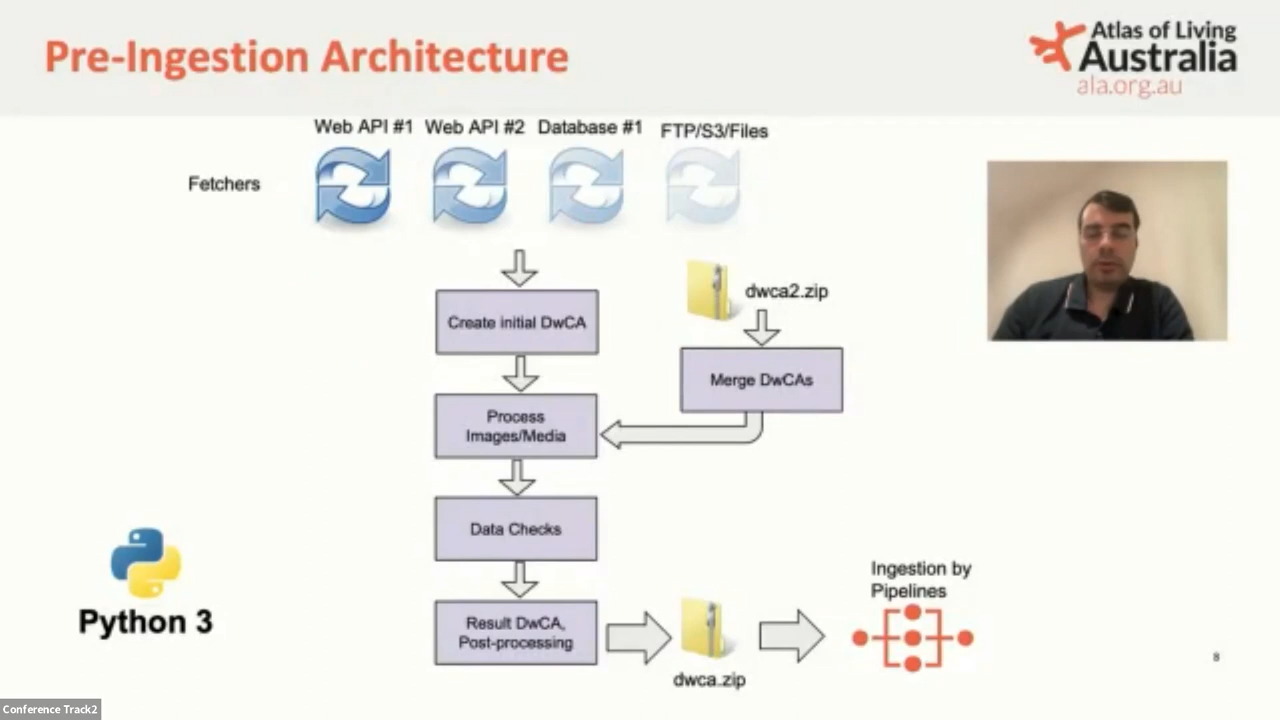 Pre-Ingestion Architecture
Atlas of Living
Australia
ala.org.au
Web API #1 Web API #2 Database #1 FTP/S3/Files
Fetchers
dwca2.zip
Create initial DwCA
Merge DwCAs
Process
Images/Media
Data Checks
Python 3
Result DwCA,
Post-processing
dwca.zip
Ingestion by
Pipelines
8
Conference Track2